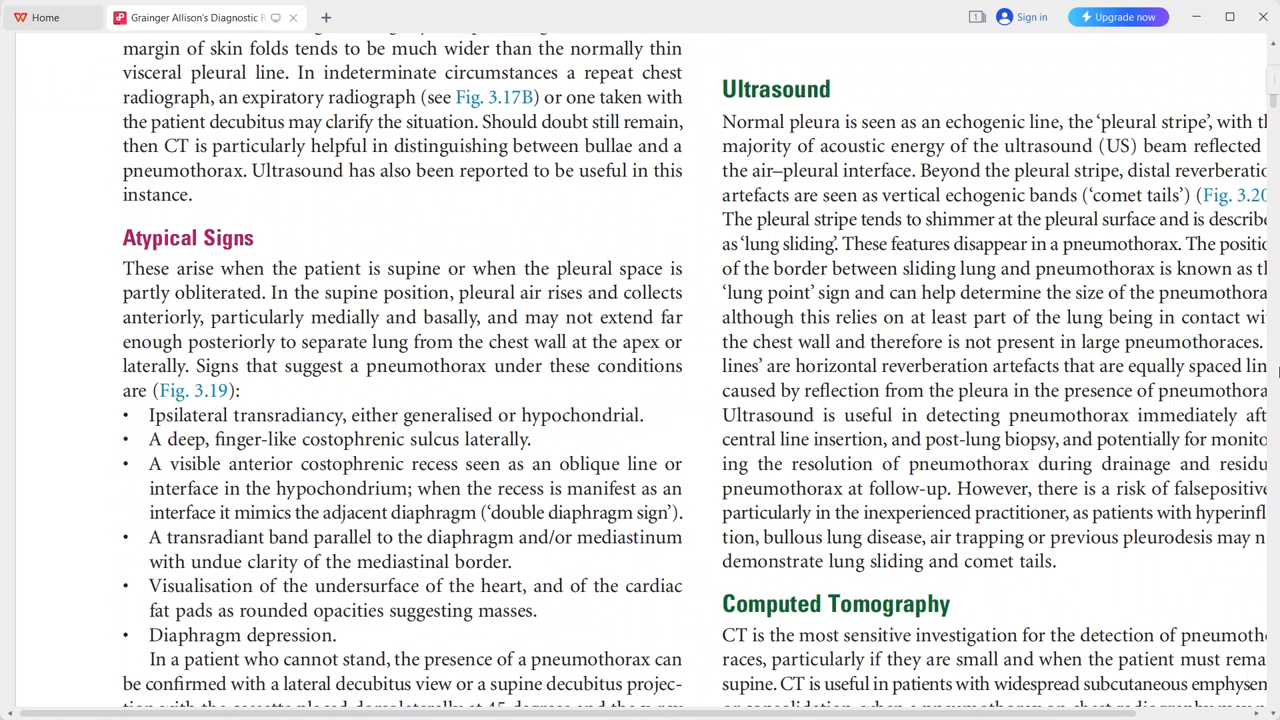 Home
Grainger Allison's Diagnostic
1
Sign in
Upgrade now
margin of skin folds tends to be much wider than the normally thin
visceral pleural line. In indeterminate circumstances a repeat chest
radiograph, an expiratory radiograph (see Fig. 3.17B) or one taken with
the patient decubitus may clarify the situation. Should doubt still remain,
then CT is particularly helpful in distinguishing between bullae and a
pneumothorax. Ultrasound has also been reported to be useful in this
instance.
Atypical Signs
These arise when the patient is supine or when the pleural space is
partly obliterated. In the supine position, pleural air rises and collects
anteriorly, particularly medially and basally, and may not extend far
enough posteriorly to separate lung from the chest wall at the apex or
laterally. Signs that suggest a pneumothorax under these conditions
are (Fig. 3.19):
• Ipsilateral transradiancy, either generalised or hypochondrial.
• A deep, finger-like costophrenic sulcus laterally.
• A visible anterior costophrenic recess seen as an oblique line or
interface in the hypochondrium; when the recess is manifest as an
interface it mimics the adjacent diaphragm (‘double diaphragm sign’).
• A transradiant band parallel to the diaphragm and/or mediastinum
with undue clarity of the mediastinal border.
• Visualisation of the undersurface of the heart, and of the cardiac
fat pads as rounded opacities suggesting masses.
• Diaphragm depression.
In a patient who cannot stand, the presence of a pneumothorax can
be confirmed with a lateral decubitus view or a supine decubitus projec-
Ultrasound
Normal pleura is seen as an echogenic line, the ‘pleural stripe’, with
majority of acoustic energy of the ultrasound (US) beam reflected
the air–pleural interface. Beyond the pleural stripe, distal reverberatio
artefacts are seen as vertical echogenic bands (‘comet tails’) (Fig. 3.20
The pleural stripe tends to shimmer at the pleural surface and is describe
as ‘lung sliding’. These features disappear in a pneumothorax. The positio
of the border between sliding lung and pneumothorax is known as
‘lung point’ sign and can help determine the size of the pneumothora
although this relies on at least part of the lung being in contact wi
the chest wall and therefore is not present in large pneumothoraces.
lines’ are horizontal reverberation artefacts that are equally spaced lin
caused by reflection from the pleura in the presence of pneumothora
Ultrasound is useful in detecting pneumothorax immediately aft
central line insertion, and post-lung biopsy, and potentially for monito
ing the resolution of pneumothorax during drainage and residu
pneumothorax at follow-up. However, there is a risk of falsepositive
particularly in the inexperienced practitioner, as patients with hyperinfl
tion, bullous lung disease, air trapping or previous pleurodesis may n
demonstrate lung sliding and comet tails.
Computed Tomography
CT is the most sensitive investigation for the detection of pneumoth
races, particularly if they are small and when the patient must rema
supine. CT is useful in patients with widespread subcutaneous emphysem